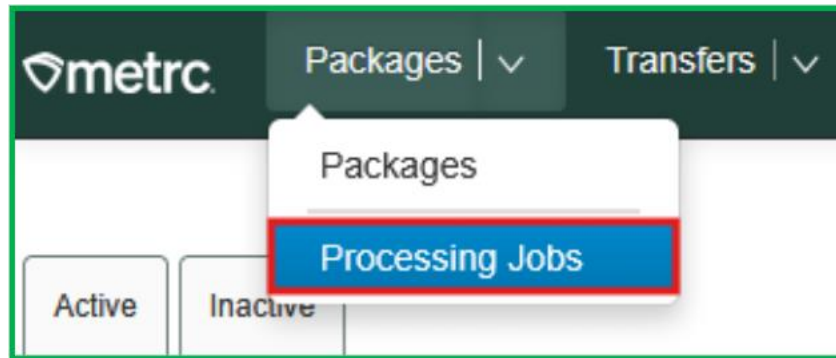 metrc. Packages Transfers
Packages
Processing Jobs
Active Inactive